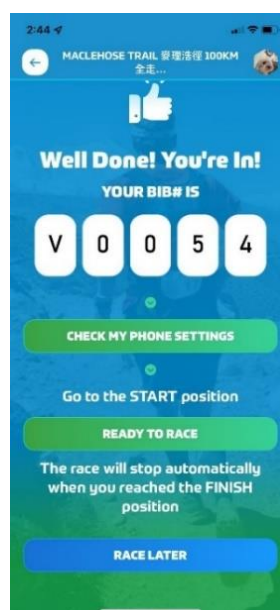 2:44
MACLEHOSE TRAIL 麥理浩徑 100KM
全走...
Well Done! You're In!
YOUR BIB# IS
V 0 0 5 4
CHECK MY PHONE SETTINGS
Go to the START position
READY TO RACE
The race will stop automatically
when you reached the FINISH
position
RACE LATER